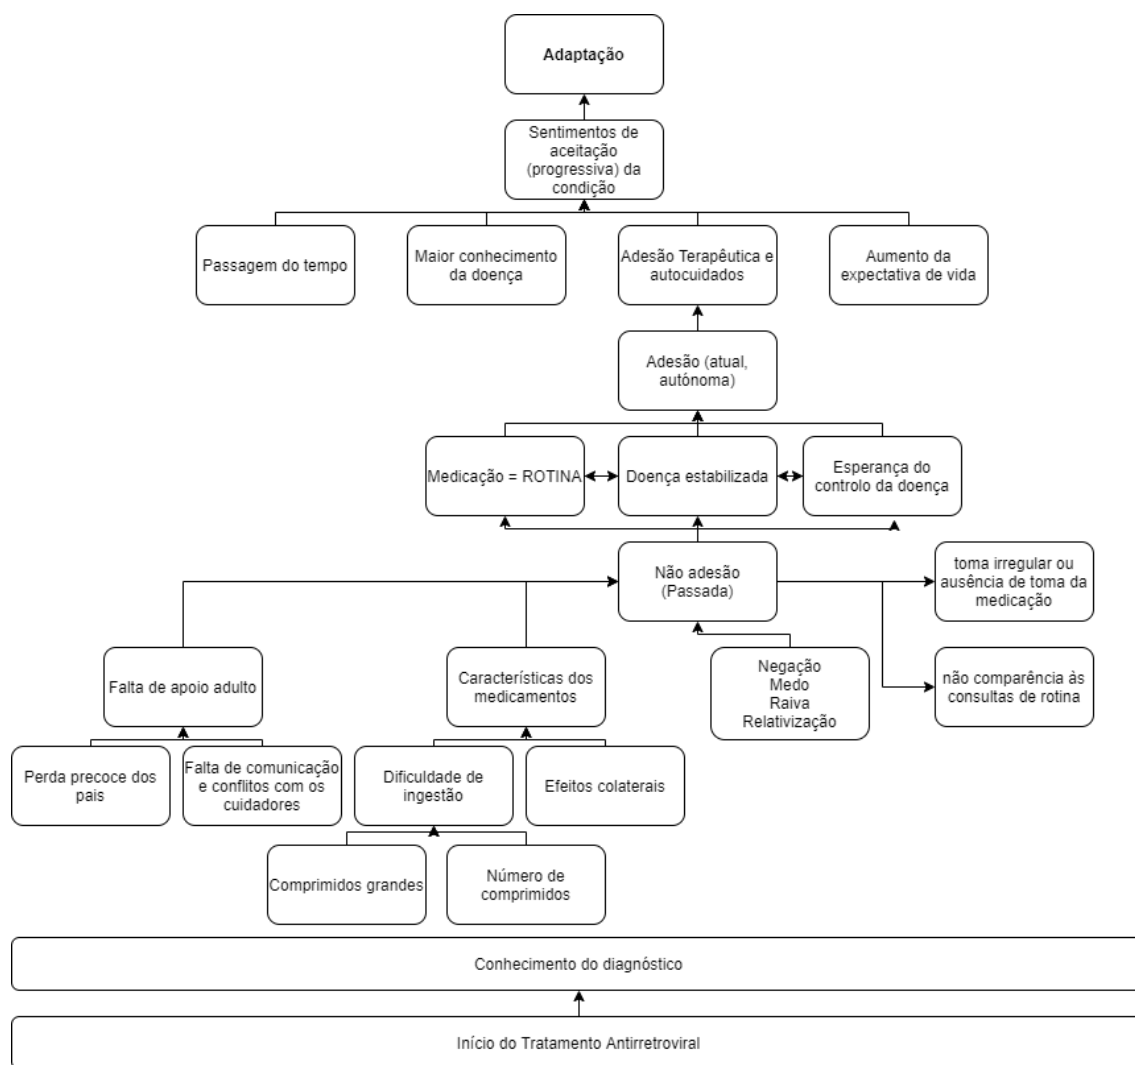 Adaptação
Sentimentos de
aceitação
(progressiva) da
condição
Passagem do tempo
Maior conhecimento
da doença
Adesão Terapêutica e
autocuidados
Aumento da
expectativa de vida
Adesão (atual,
autónoma)
Medicação = ROTINA
Doença estabilizada
Esperança do
controlo da doença
Não adesão
(Passada)
toma irregular ou
ausência de toma da
medicação
Falta de apoio adulto
Características dos
medicamentos
Negação
Medo
Raiva
Relativização
não comparência às
consultas de rotina
Perda precoce dos
pais
Falta de comunicação
e conflitos com os
cuidadores
Dificuldade de
ingestão
Efeitos colaterais
Comprimidos grandes
Número de
comprimidos
Conhecimento do diagnóstico
Início do Tratamento Antirretroviral